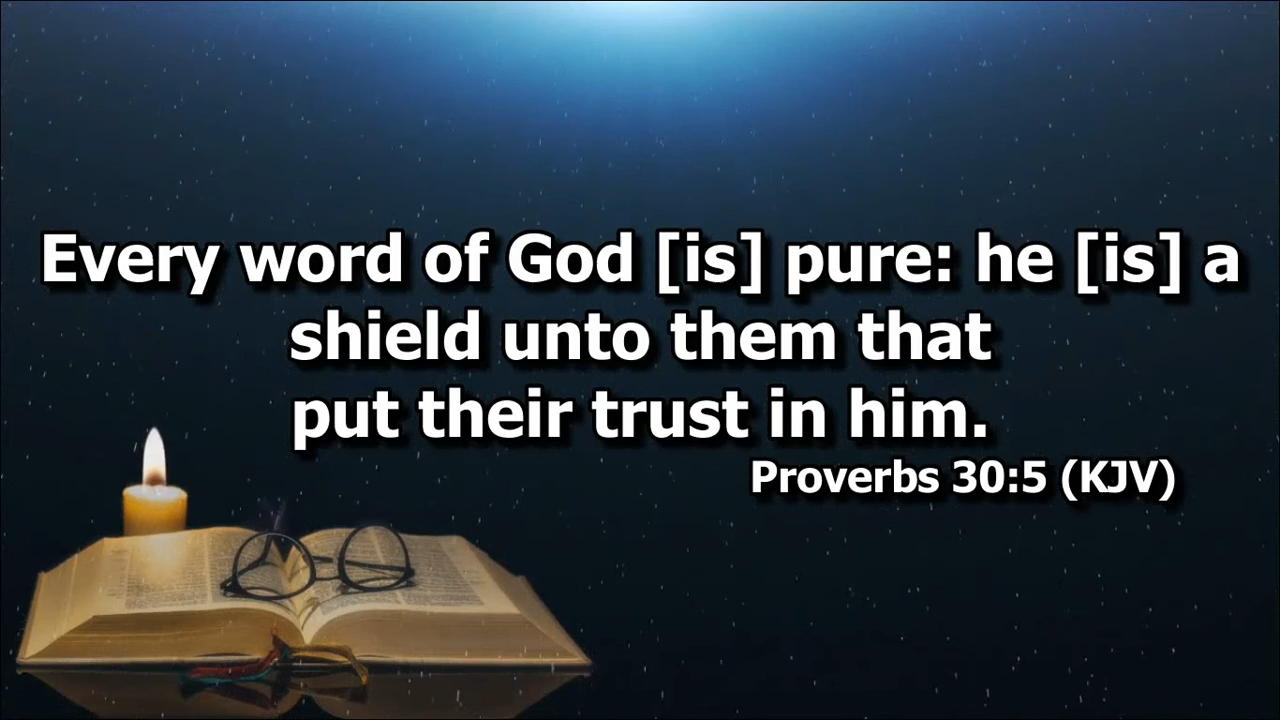 Every word of God [is] pure: he [is] a
shield unto them that
put their trust in him.
Proverbs 30:5 (KJV)